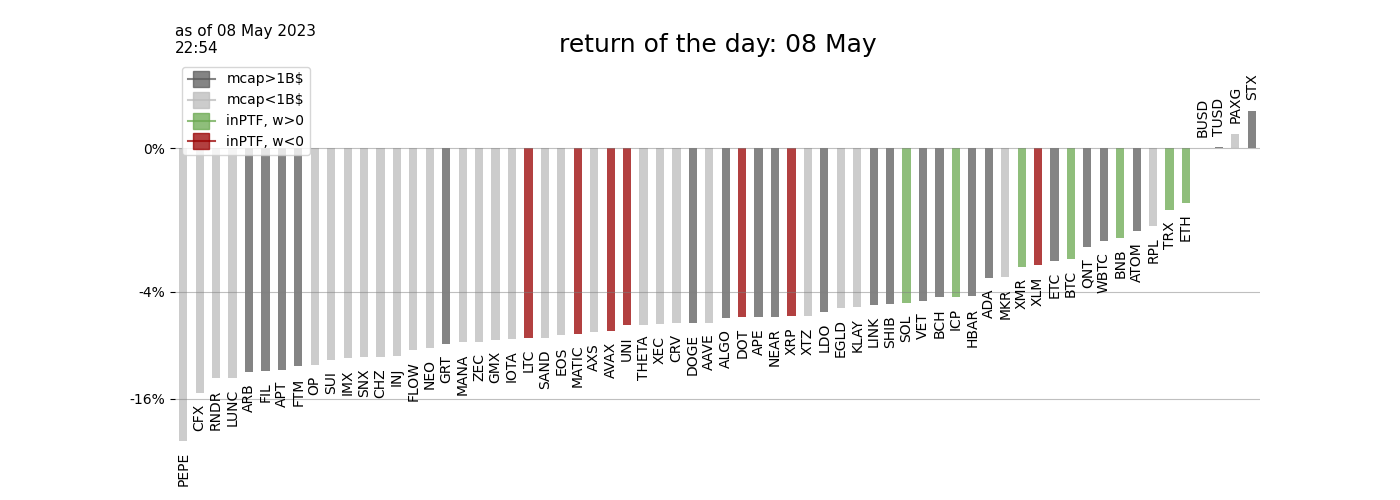 as of 08 May 2023
22:54
return of the day: 08 May
mcap>1B$
mcap<1B$
inPTF, w>0
inPTF, w<0
0%
-4%
-16%
PEPE
CFX
RNDR
LUNC
ARB
FIL
APT
FTM
OP
SUI
IMX
SNX
CHZ
INJ
FLOW
NEO
GRT
MANA
ZEC
GMX
IOTA
LTC
SAND
EOS
MATIC
AXS
AVAX
UNI
THETA
XEC
CRV
DOGE
AAVE
ALGO
DOT
APE
NEAR
XRP
XTZ
LDO
EGLD
KLAY
LINK
SHIB
SOL
VET
BCH
ICP
HBAR
ADA
MKR
XMR
XLM
ETC
BTC
QNT
WBTC
BNB
ATOM
RPL
TRX
ETH
BUSD
TUSD
PAXG
STX